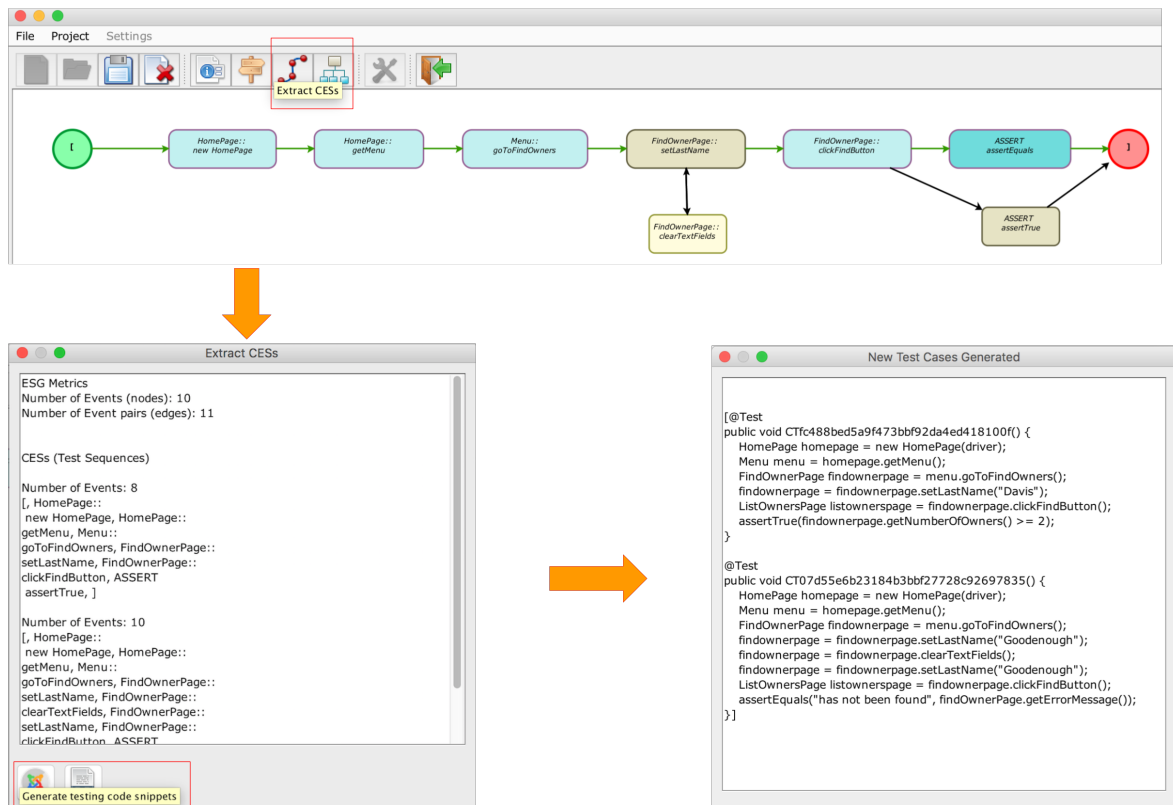 File Project Settings
Extract CESs
[
HomePage::
new HomePage
HomePage::
getMenu
Menu::
goToFindOwners
FindOwnerPage::
setLastName
FindOwnerPage::
clickFindButton
ASSERT
assertEquals
]
FindOwnerPage::
clearTextFields
ASSERT
assertTrue
Extract CESs
ESG Metrics
Number of Events (nodes): 10
Number of Event pairs (edges): 11
CESs (Test Sequences)
Number of Events: 8
[, HomePage::
new HomePage, HomePage::
getMenu, Menu::
goToFindOwners, FindOwnerPage::
setLastName, FindOwnerPage::
clickFindButton, ASSERT
assertTrue, ]
Number of Events: 10
[, HomePage::
new HomePage, HomePage::
getMenu, Menu::
goToFindOwners, FindOwnerPage::
setLastName, FindOwnerPage::
clearTextFields, FindOwnerPage::
setLastName, FindOwnerPage::
clickFindButton, ASSERT
Generate testing code snippets
New Test Cases Generated
[@Test
public void CTfc488bed5a9f473bbf92da4ed418100f() {
HomePage homepage = new HomePage(driver);
Menu menu = homepage.getMenu();
FindOwnerPage findownerpage = menu.goToFindOwners();
findownerpage = findownerpage.setLastName("Davis");
ListOwnersPage listownerspage = findownerpage.clickFindButton();
assertTrue(findownerpage.getNumberOfOwners() >= 2);
}
@Test
public void CT07d55e6b23184b3bbf27728c92697835() {
HomePage homepage = new HomePage(driver);
Menu menu = homepage.getMenu();
FindOwnerPage findownerpage = menu.goToFindOwners();
findownerpage = findownerpage.setLastName("Goodenough");
findownerpage = findownerpage.clearTextFields();
findownerpage = findownerpage.setLastName("Goodenough");
ListOwnersPage listownerspage = findownerpage.clickFindButton();
assertEquals("has not been found", findOwnerPage.getErrorMessage());
}]